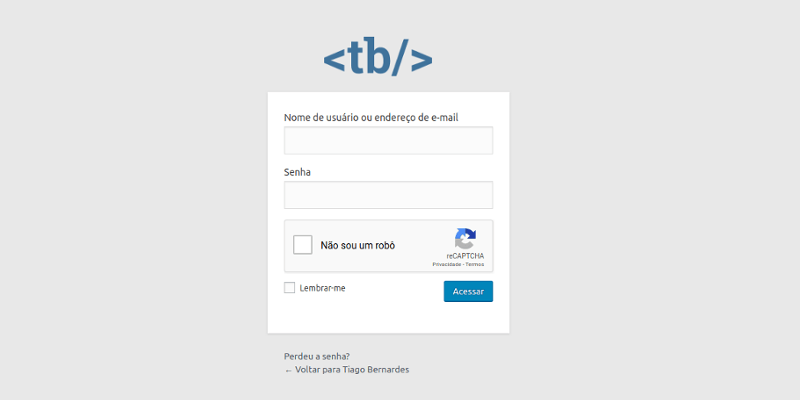 <tb/>
Nome de usuário ou endereço de e-mail
Senha
Não sou um robô
reCAPTCHA
Privacidade - Termos
Lembrar-me
Acessar
Perdeu a senha?
← Voltar para Tiago Bernardes